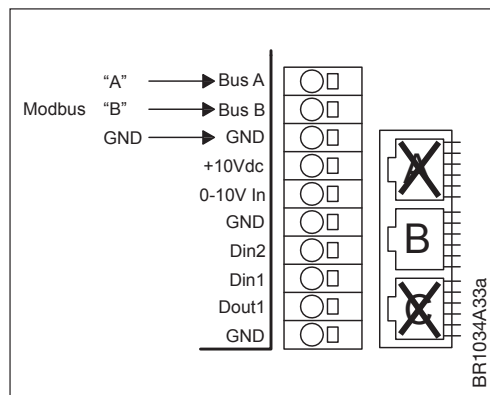 “A” Bus A
Modbus “B” Bus B
GND GND
+10Vdc
0-10V In
GND
Din2
Din1
Dout1
GND
A
B
C
BR1034A33a